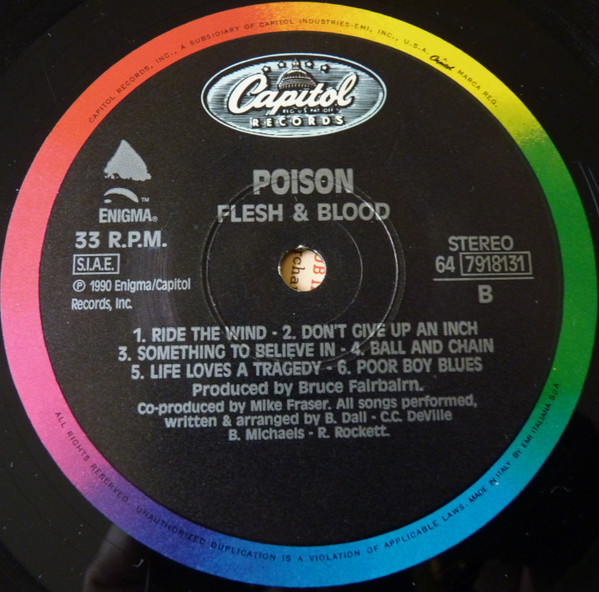 CAPITOL RECORDS, INC., A SUBSIDIARY OF CAPITOL INDUSTRIES-EMI, INC., U.S.A. Capitol MARCA REG.
Capitol
REG. U.S. PAT. OFF.
RECORDS
ENIGMA®
TM
POISON
FLESH & BLOOD
33 R.P.M.
S.I.A.E.
℗ 1990 Enigma/Capitol
Records, Inc.
STEREO
64 7918131
B
1. RIDE THE WIND - 2. DON'T GIVE UP AN INCH
3. SOMETHING TO BELIEVE IN - 4. BALL AND CHAIN
5. LIFE LOVES A TRAGEDY - 6. POOR BOY BLUES
Produced by Bruce Fairbairn.
Co-produced by Mike Fraser. All songs performed,
written & arranged by B. Dall - C.C. DeVille
B. Michaels - R. Rockett.
ALL RIGHTS RESERVED. UNAUTHORIZED DUPLICATION IS A VIOLATION OF APPLICABLE LAWS. MADE IN ITALY BY EMI ITALIANA S.P.A.